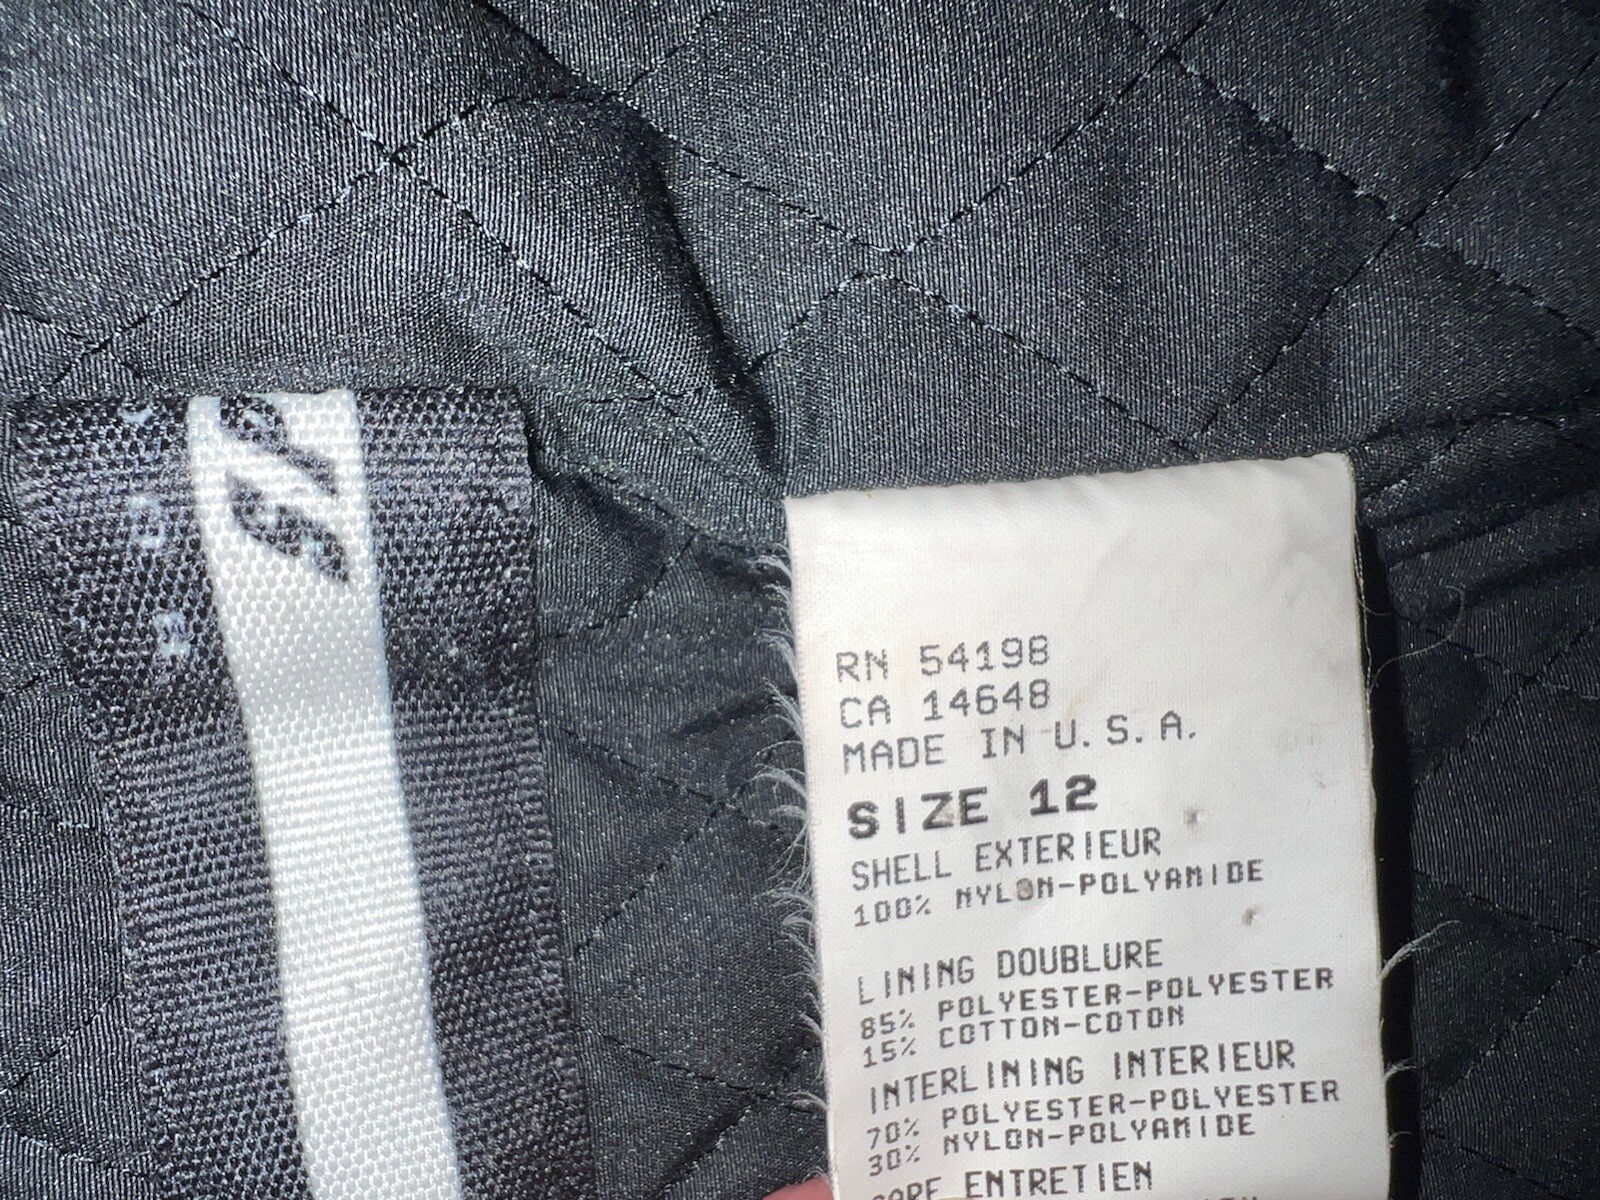 RN 54198
CA 14648
MADE IN U.S.A.
SIZE 12
SHELL EXTERIEUR
100% NYLON-POLYAMIDE
LINING DOUBLURE
85% POLYESTER-POLYESTER
15% COTTON-COTON
INTERLINING INTERIEUR
70% POLYESTER-POLYESTER
30% NYLON-POLYAMIDE
CARE ENTRETIEN